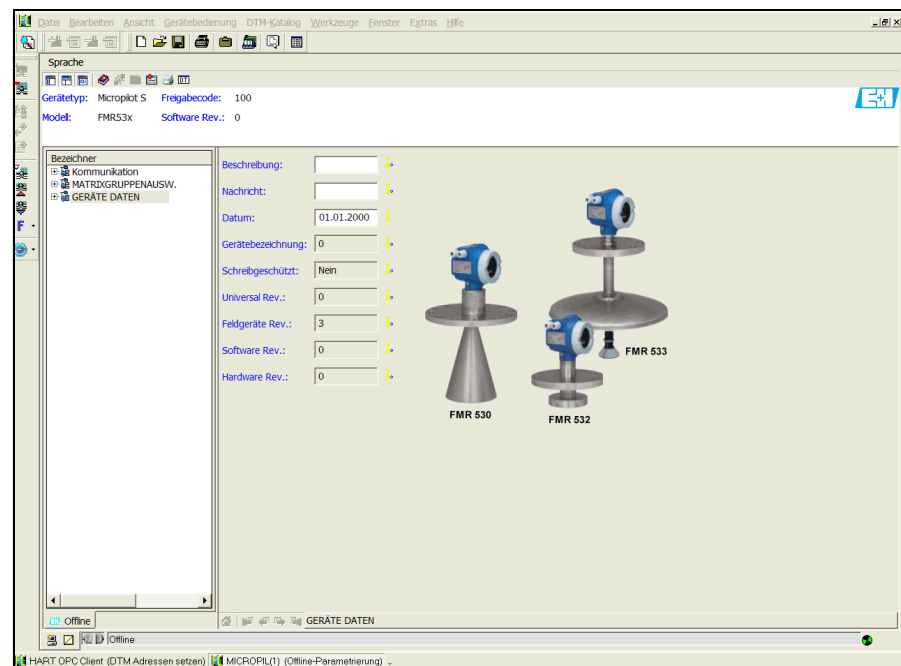 Datei Bearbeiten Ansicht Gerätebedienung DTM-Katalog Werkzeuge Fenster Extras Hilfe
Sprache
Gerätetyp: Micropilot S Freigabecode: 100
Modell: FMR53x Software Rev.: 0
E+H
Bezeichner
Kommunikation
MATRIXGRUPPENAUSW.
GERÄTE DATEN
Beschreibung:
Nachricht:
Datum: 01.01.2000
Gerätebezeichnung: 0
Schreibgeschützt: Nein
Universal Rev.: 0
Feldgeräte Rev.: 3
Software Rev.: 0
Hardware Rev.: 0
FMR 533
FMR 530
FMR 532
F
Offline
GERÄTE DATEN
Offline
HART OPC Client (DTM Adressen setzen) MICROPIL(1) (Offline-Parametrierung)